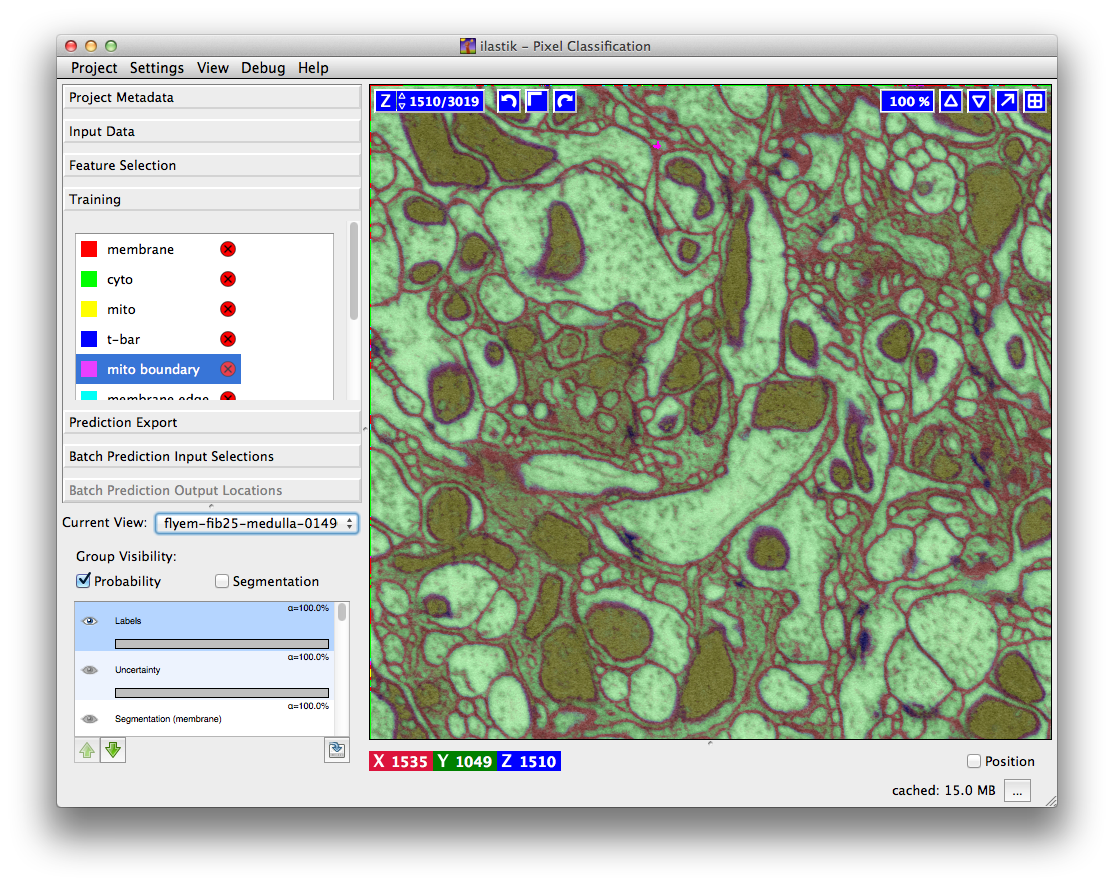 ilastik – Pixel Classification
Project Settings View Debug Help
Project Metadata
Input Data
Feature Selection
Training
membrane
cyto
mito
t-bar
mito boundary
membrane edge
Prediction Export
Batch Prediction Input Selections
Batch Prediction Output Locations
Current View: flyem-fib25-medulla-0149
Group Visibility:
Probability Segmentation
α=100.0%
Labels
α=100.0%
Uncertainty
α=100.0%
Segmentation (membrane)
Z 1510/3019
100 %
X 1535 Y 1049 Z 1510
Position
cached: 15.0 MB ...